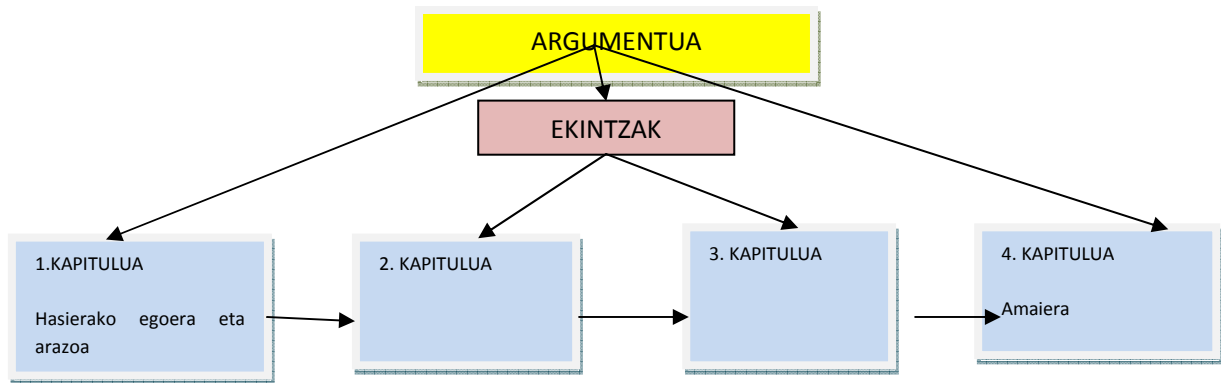 ARGUMENTUA
EKINTZAK
1.KAPITULUA
Hasierako egoera eta
arazoa
2. KAPITULUA
3. KAPITULUA
4. KAPITULUA
Amaiera